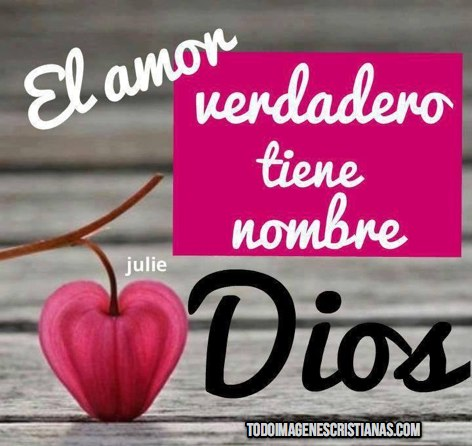 El amor
verdadero
tiene
nombre
julie
Dios
TODOIMAGENESCRISTIANAS.COM